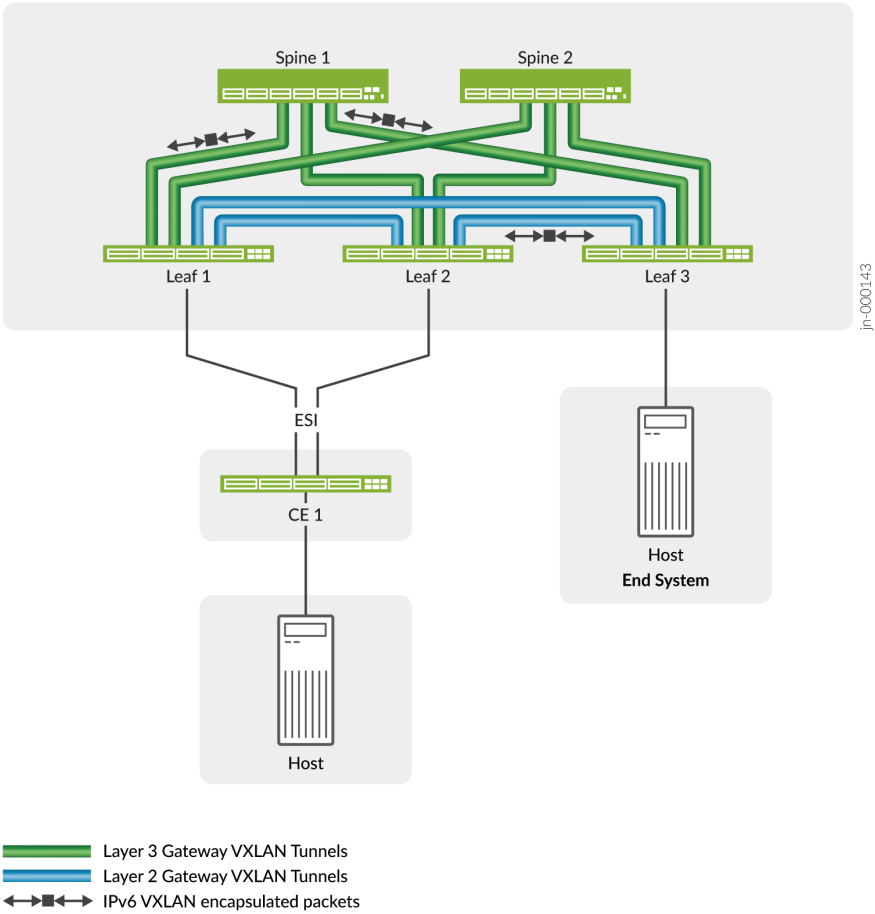 Spine 1
Spine 2
Leaf 1
Leaf 2
Leaf 3
jn-000143
ESI
CE 1
Host
End System
Host
Layer 3 Gateway VXLAN Tunnels
Layer 2 Gateway VXLAN Tunnels
IPv6 VXLAN encapsulated packets